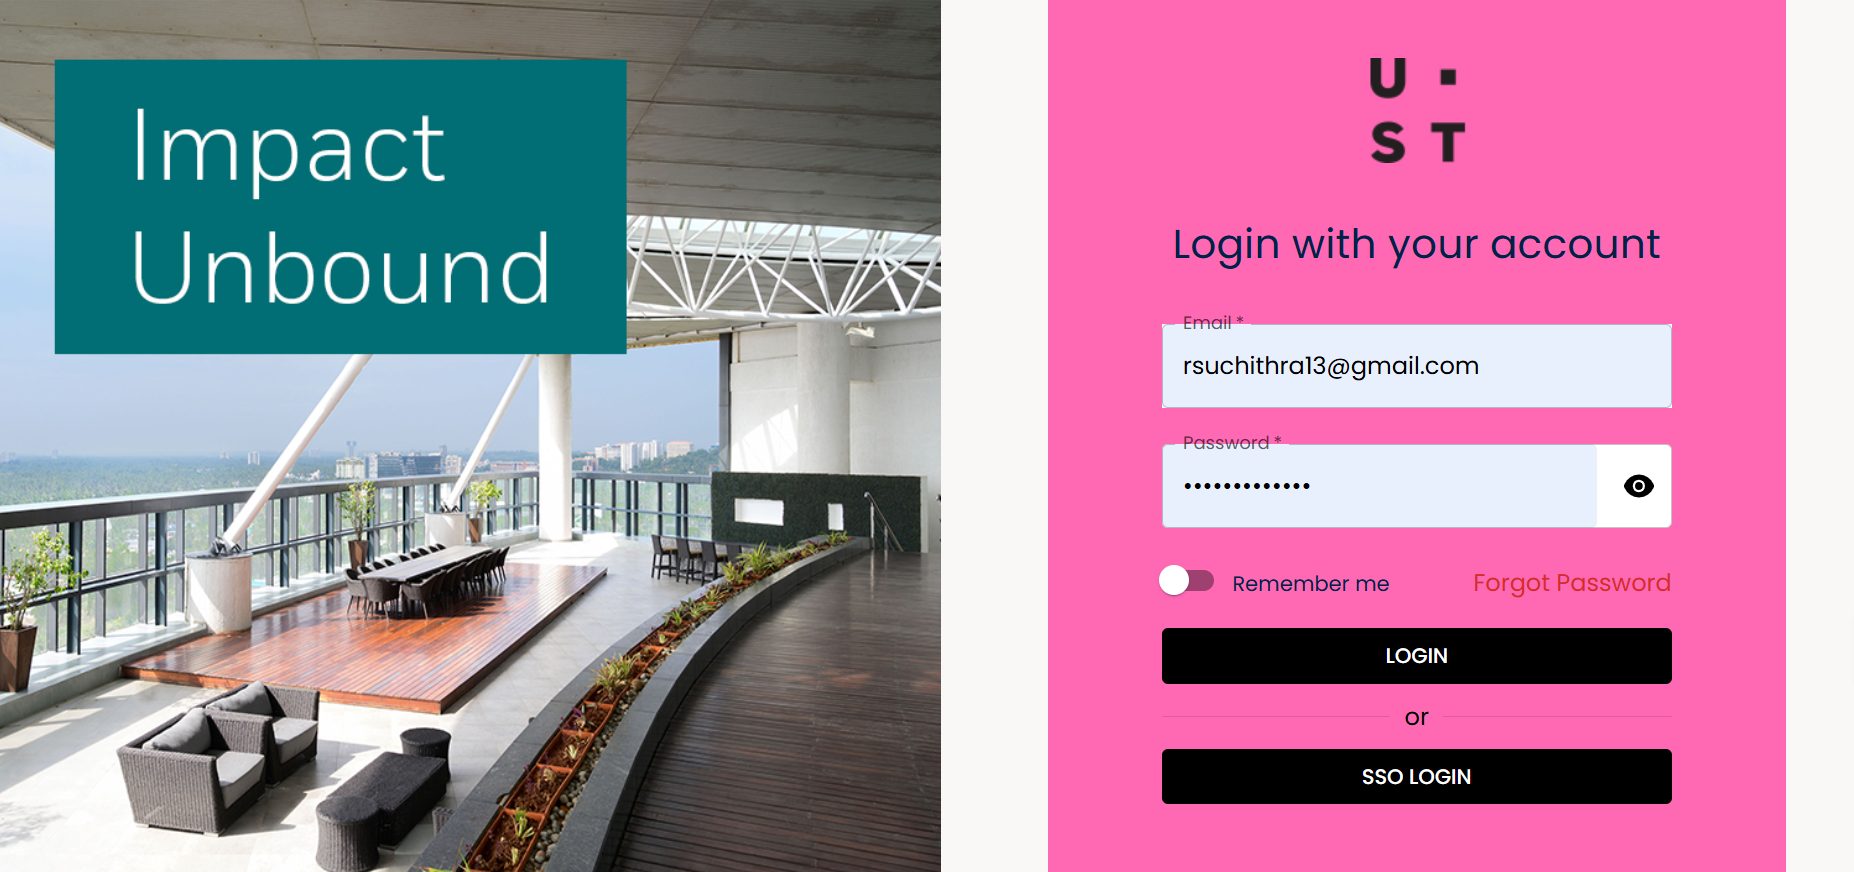 Impact
Unbound
U ▪
S T
Login with your account
Email *
rsuchithra13@gmail.com
Password *
•••••••••••••
Remember me
Forgot Password
LOGIN
or
SSO LOGIN